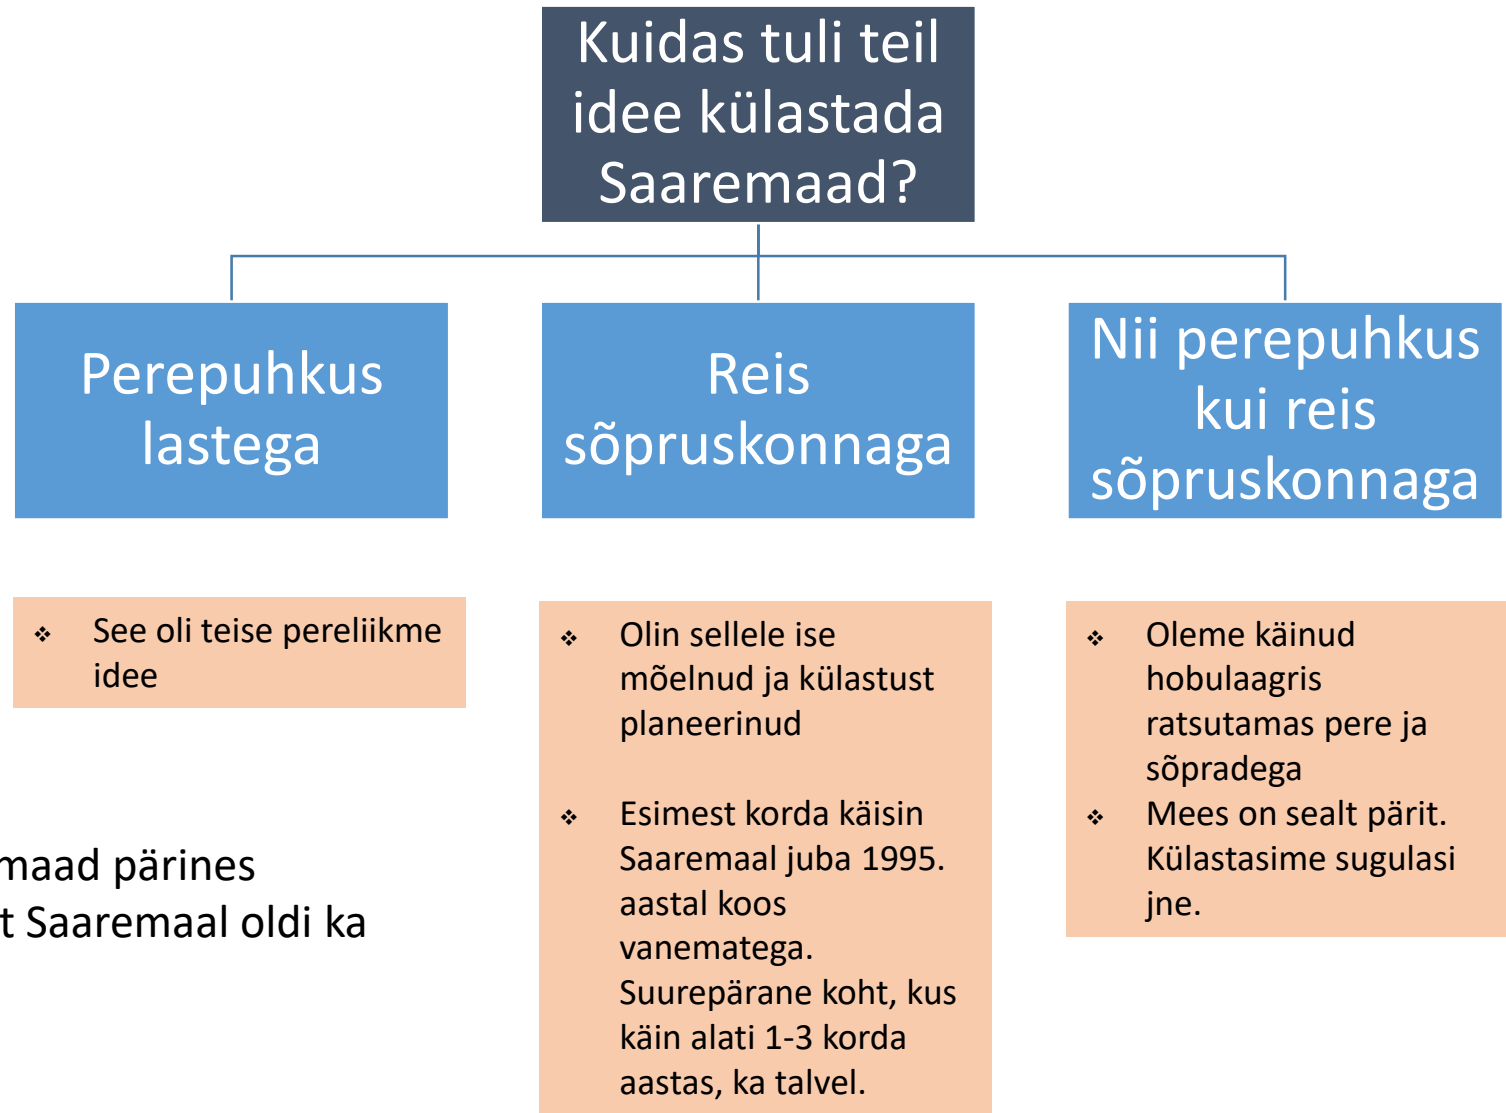 Kuidas tuli teil
idee külastada
Saaremaad?
Perepuhkus
lastega
Reis
sõpruskonnaga
Nii perepuhkus
kui reis
sõpruskonnaga
❖ See oli teise pereliikme
idee
maad pärines
t Saaremaal oldi ka
❖ Olin sellele ise
mõelnud ja külastust
planeerinud
❖ Esimest korda käisin
Saaremaal juba 1995.
aastal koos
vanematega.
Suurepärane koht, kus
käin alati 1-3 korda
aastas, ka talvel.
❖ Oleme käinud
hobulaagris
ratsutamas pere ja
sõpradega
❖ Mees on sealt pärit.
Külastasime sugulasi
jne.